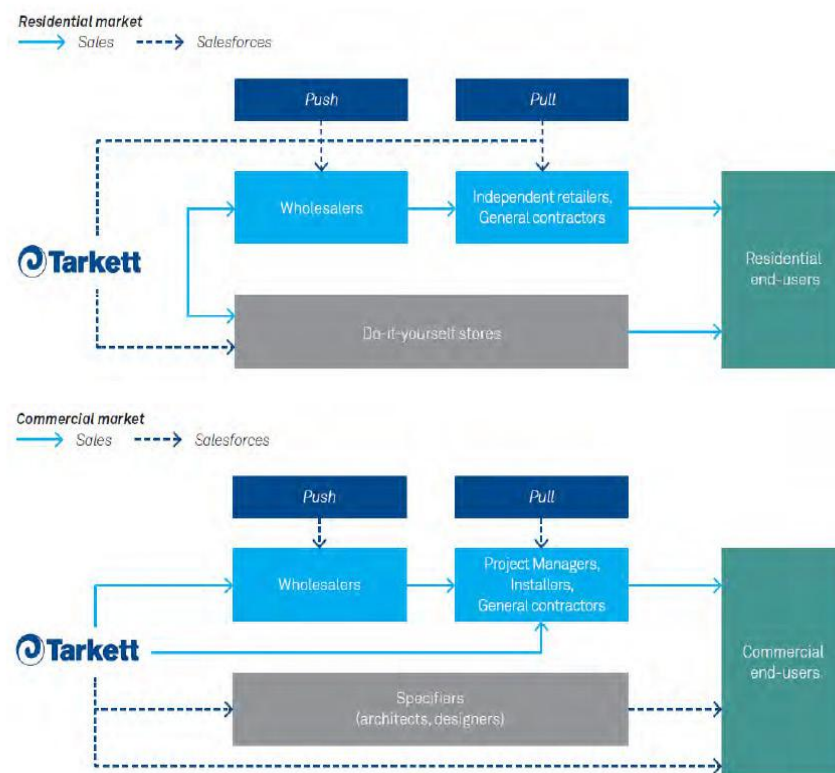 Residential market
Sales Salesforces
Push Pull
Wholesalers
Independent retailers,
General contractors
Tarkett
Residential
end-users
Do-it-yourself stores
Commercial market
Sales Salesforces
Push Pull
Wholesalers
Project Managers,
Installers,
General contractors
Tarkett
Commercial
end-users
Specifiers
(architects, designers)